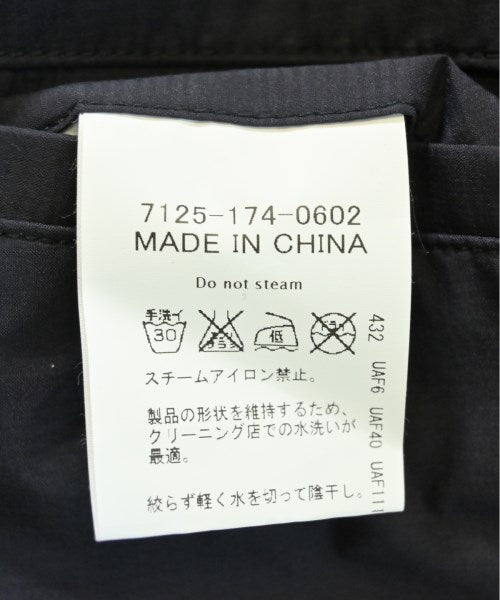 7125-174-0602
MADE IN CHINA
Do not steam
手洗イ
30
低
スチームアイロン禁止。
製品の形状を維持するため、
クリーニング店での水洗いが
最適。
絞らず軽く水を切って陰干し。
432 UAF6 UAF40 UAF111